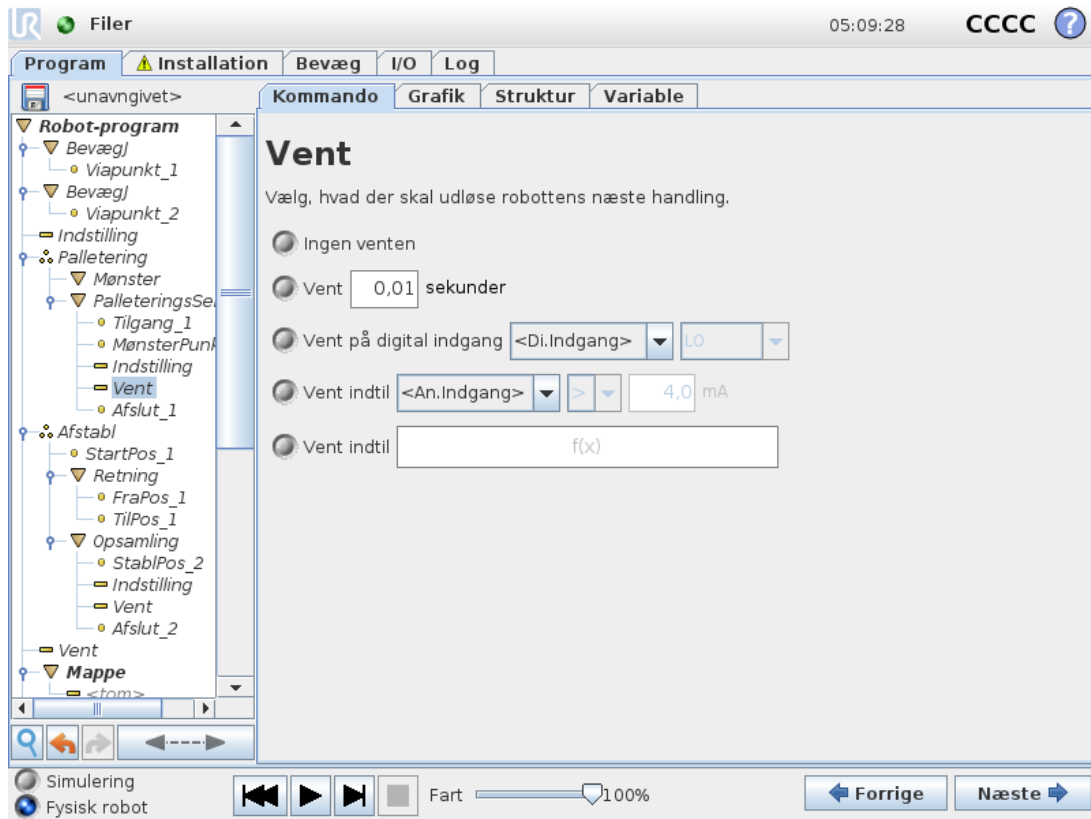 UR Filer 05:09:28 CCCC ?
Program Installation Bevæg I/O Log
<unavngivet>
Kommando Grafik Struktur Variable
Robot-program
BevægJ
Viapunkt_1
BevægJ
Viapunkt_2
Indstilling
Palletering
Mønster
PalleteringsSe
Tilgang_1
MønsterPunk
Indstilling
Vent
Afslut_1
Afstabl
StartPos_1
Retning
FraPos_1
TilPos_1
Opsamling
StablPos_2
Indstilling
Vent
Afslut_2
Vent
Mappe
<tom>
Vent
Vælg, hvad der skal udløse robottens næste handling.
Ingen venten
Vent 0,01 sekunder
Vent på digital indgang <Di.Indgang> LO
Vent indtil <An.Indgang> > 4,0 mA
Vent indtil f(x)
Simulering
Fysisk robot
Fart 100%
Forrige Næste